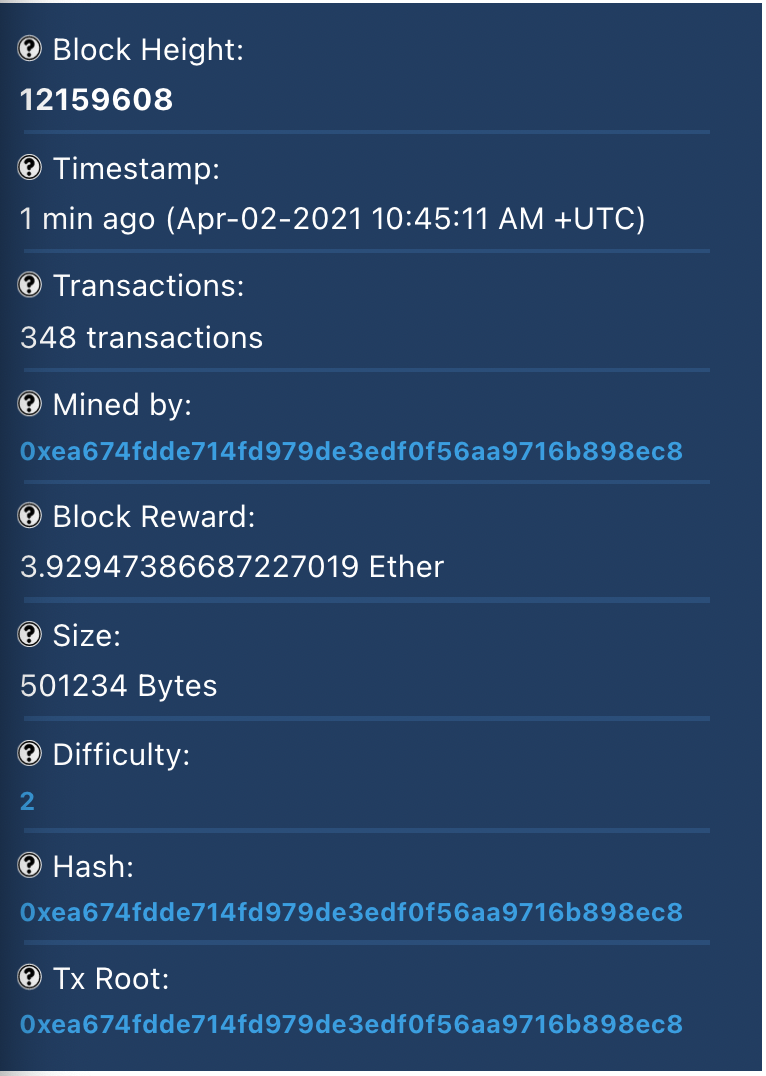 Block Height:
12159608
Timestamp:
1 min ago (Apr-02-2021 10:45:11 AM +UTC)
Transactions:
348 transactions
Mined by:
0xea674fdde714fd979de3edf0f56aa9716b898ec8
Block Reward:
3.92947386687227019 Ether
Size:
501234 Bytes
Difficulty:
2
Hash:
0xea674fdde714fd979de3edf0f56aa9716b898ec8
Tx Root:
0xea674fdde714fd979de3edf0f56aa9716b898ec8